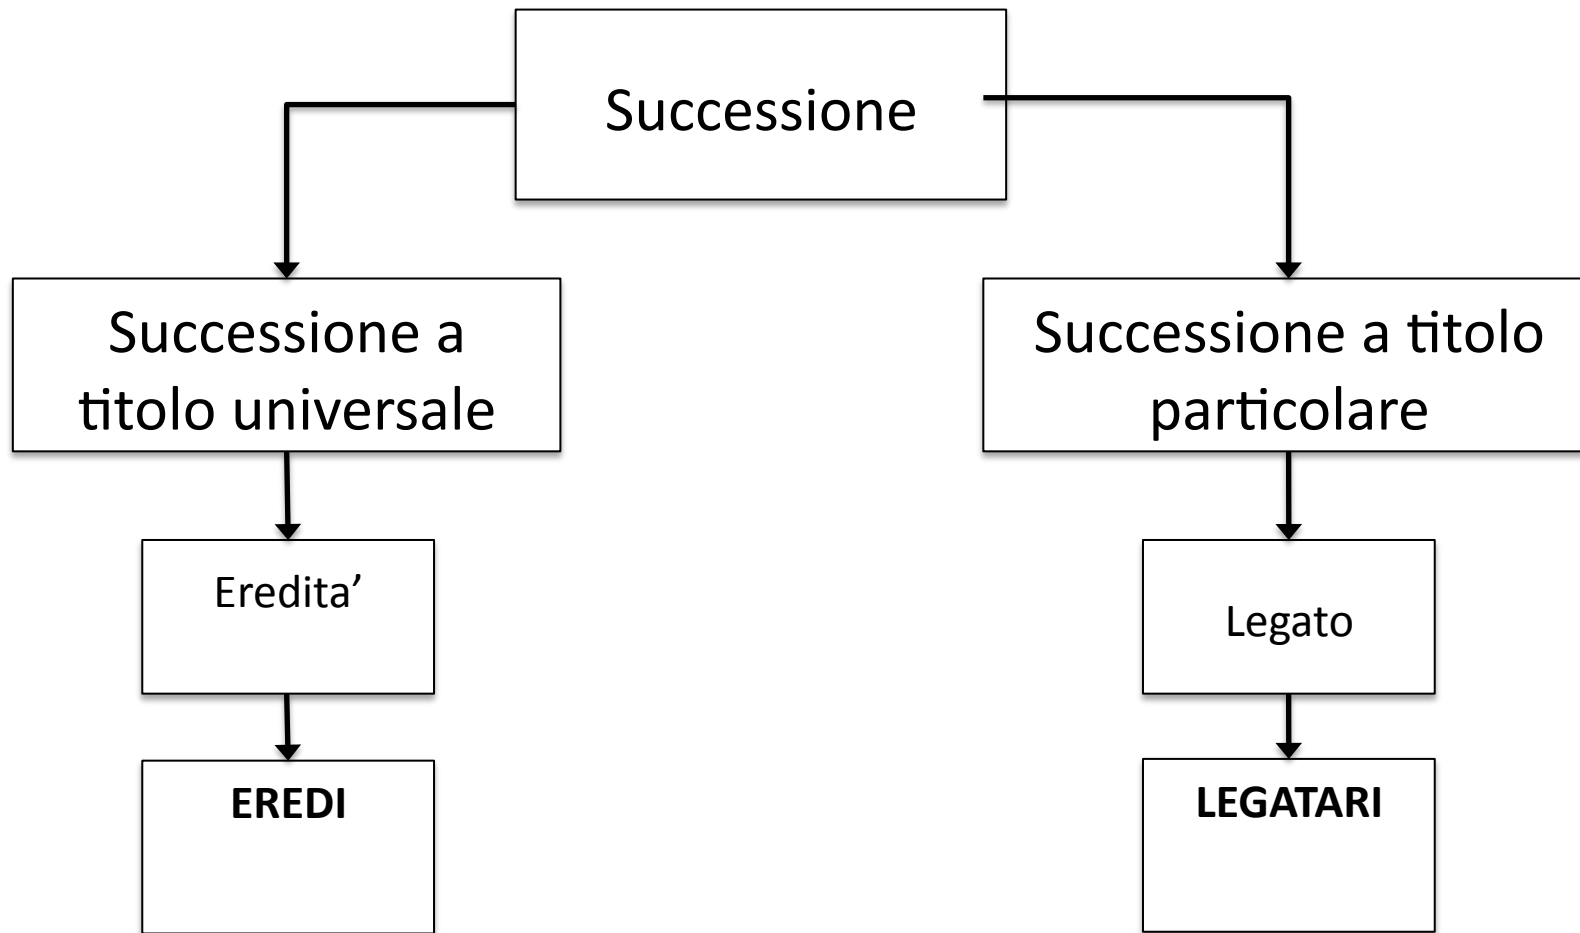 Successione
Successione a
titolo universale
Successione a titolo
particolare
Eredita’
Legato
EREDI
LEGATARI